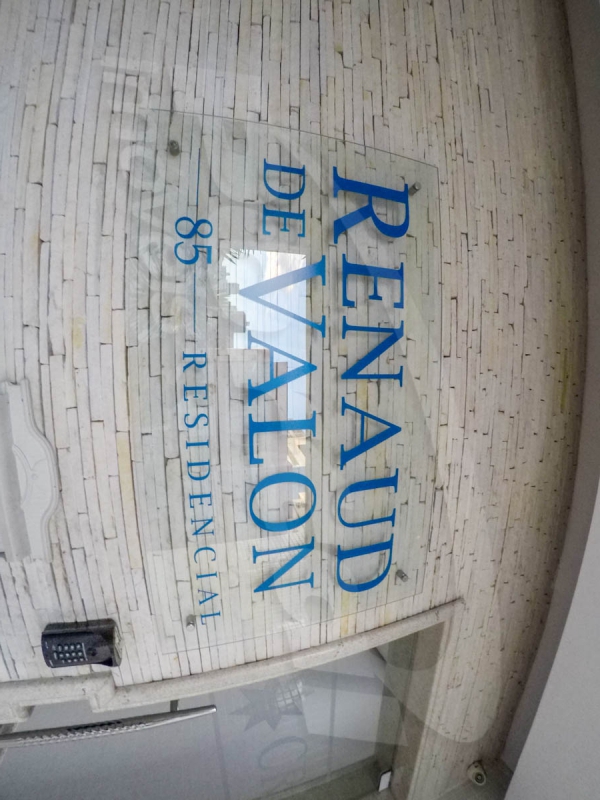 RENAUD
DE VALON
85 RESIDENCIAL